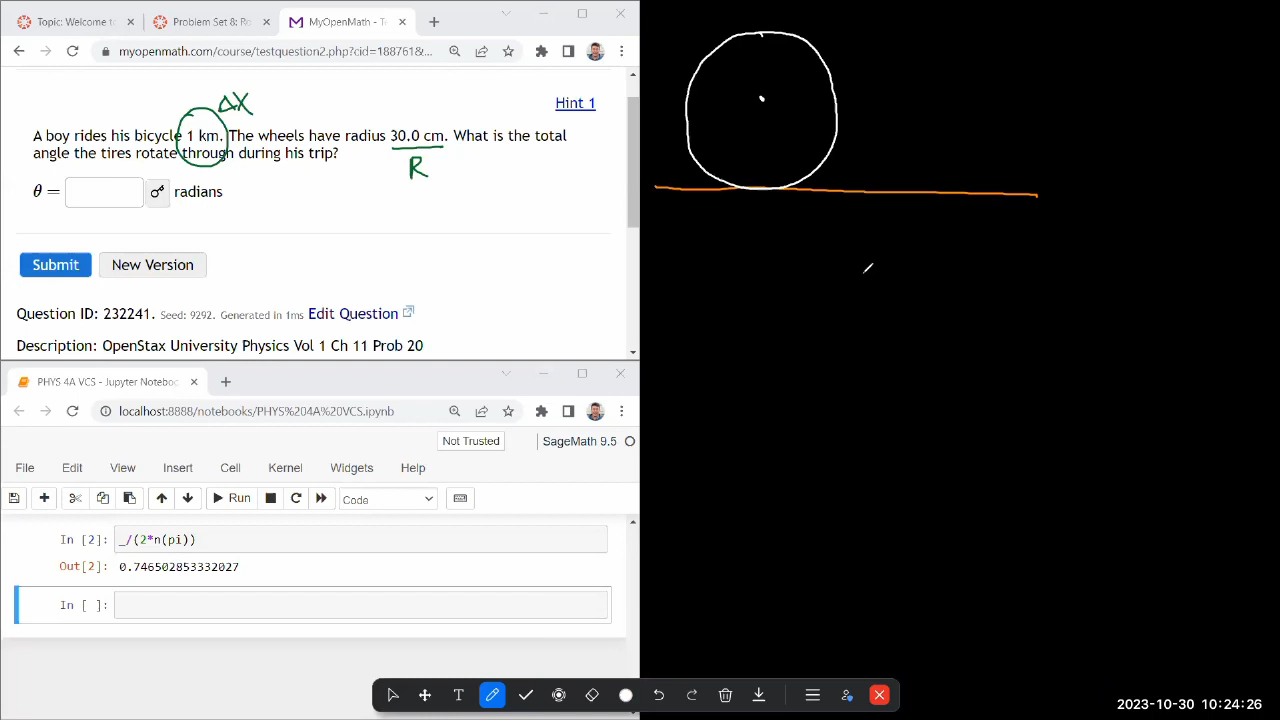 Topic: Welcome to
Problem Set 8: Ro
MyOpenMath - Te
myopenmath.com/course/testquestion2.php?cid=188761&...
Hint 1
ΔX
A boy rides his bicycle 1 km. The wheels have radius 30.0 cm. What is the total
angle the tires rotate through during his trip?
R
θ = radians
Submit New Version
Question ID: 232241. Seed: 9292. Generated in 1ms Edit Question
Description: OpenStax University Physics Vol 1 Ch 11 Prob 20
PHYS 4A VCS - Jupyter Noteboo
localhost:8888/notebooks/PHYS%204A%20VCS.ipynb
Not Trusted SageMath 9.5
File Edit View Insert Cell Kernel Widgets Help
Run Code
In [2]: _/(2*n(pi))
Out[2]: 0.746502853332027
In [ ]:
T
2023-10-30 10:24:26